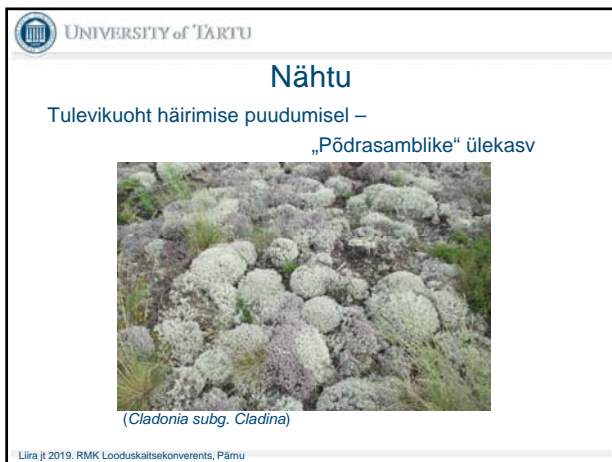 UNIVERSITY of TARTU
Nähtu
Tulevikuoht häirimise puudumisel –
„Põdrasamblike“ ülekasv
(Cladonia subg. Cladina)
Liira jt 2019. RMK Looduskaitsekonverents, Pärnu